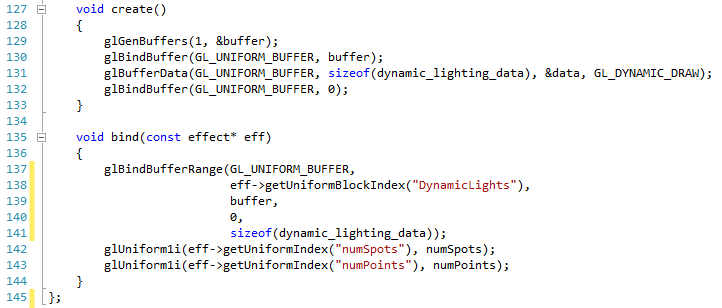 127 void create()
128 {
129 glGenBuffers(1, &buffer);
130 glBindBuffer(GL_UNIFORM_BUFFER, buffer);
131 glBufferData(GL_UNIFORM_BUFFER, sizeof(dynamic_lighting_data), &data, GL_DYNAMIC_DRAW);
132 glBindBuffer(GL_UNIFORM_BUFFER, 0);
133 }
134
135 void bind(const effect* eff)
136 {
137 glBindBufferRange(GL_UNIFORM_BUFFER,
138 eff->getUniformBlockIndex("DynamicLights"),
139 buffer,
140 0,
141 sizeof(dynamic_lighting_data));
142 glUniform1i(eff->getUniformIndex("numSpots"), numSpots);
143 glUniform1i(eff->getUniformIndex("numPoints"), numPoints);
144 }
145 };